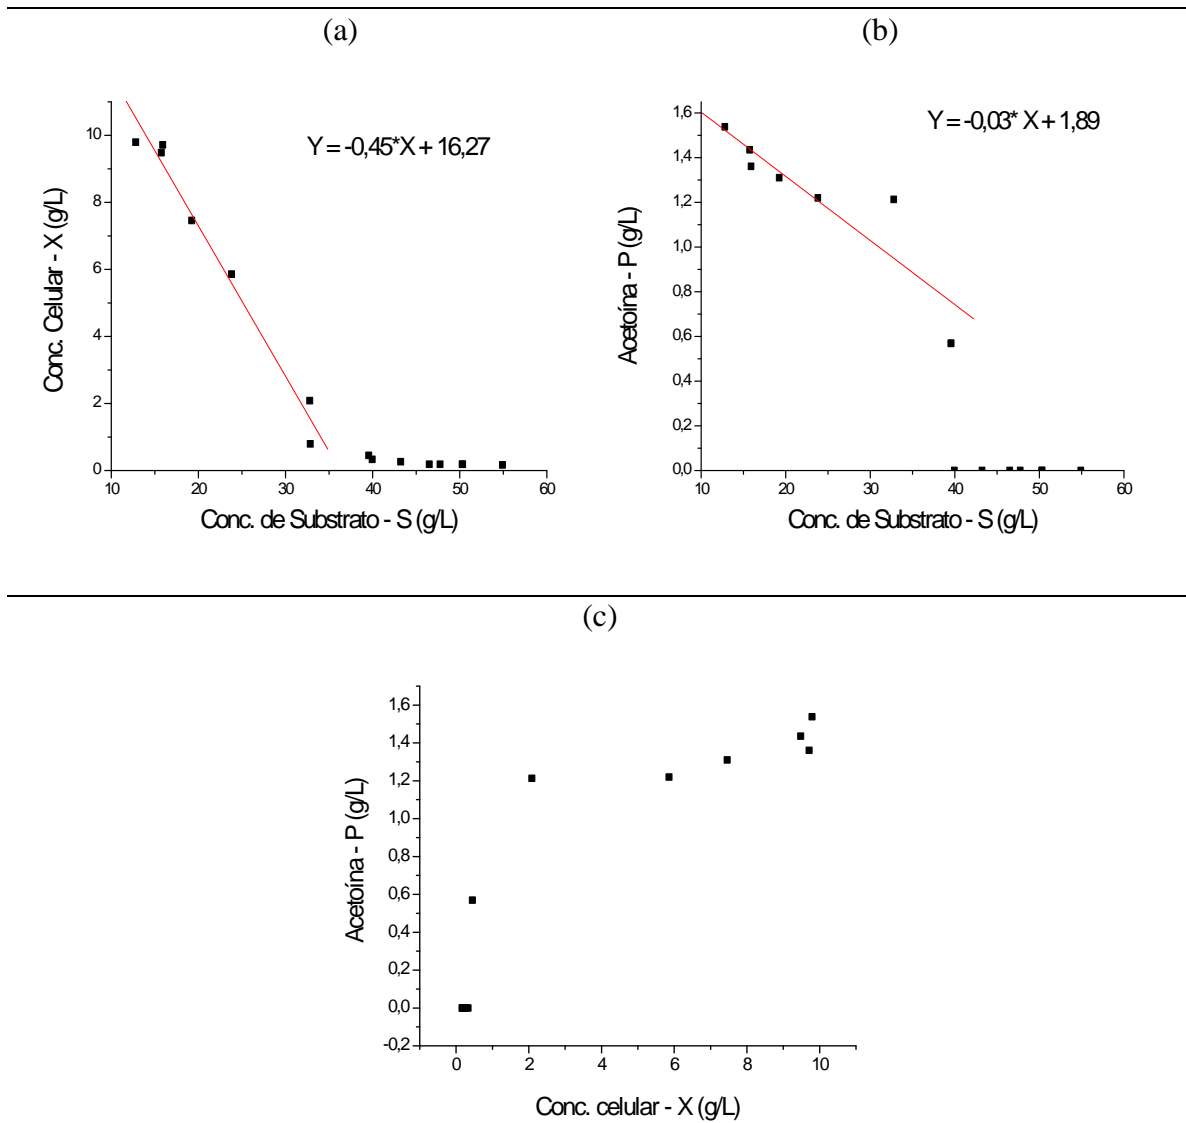 (a)
(b)
Y = -0,45*X + 16,27
Conc. Celular - X (g/L)
10
8
6
4
2
0
10 20 30 40 50 60
Conc. de Substrato - S (g/L)
Y = -0,03* X + 1,89
Acetoína - P (g/L)
1,6
1,4
1,2
1,0
0,8
0,6
0,4
0,2
0,0
10 20 30 40 50 60
Conc. de Substrato - S (g/L)
(c)
Acetoína - P (g/L)
1,6
1,4
1,2
1,0
0,8
0,6
0,4
0,2
0,0
-0,2
0 2 4 6 8 10
Conc. celular - X (g/L)